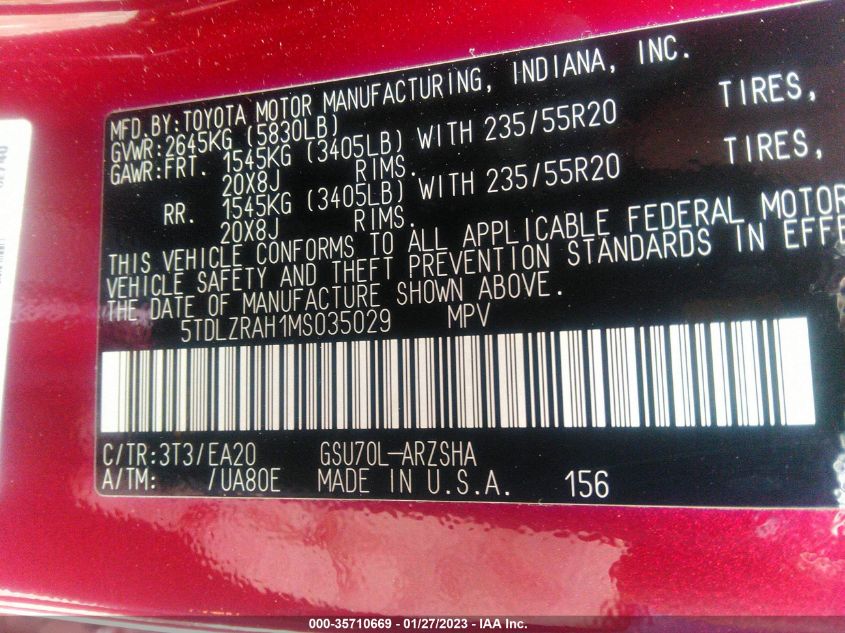 MFD.BY:TOYOTA MOTOR MANUFACTURING, INDIANA, INC.
GVWR:2645KG (5830LB)
GAWR:FRT. 1545KG (3405LB) WITH 235/55R20 TIRES,
20X8J RIMS.
RR. 1545KG (3405LB) WITH 235/55R20 TIRES,
20X8J RIMS.
THIS VEHICLE CONFORMS TO ALL APPLICABLE FEDERAL MOTOR
VEHICLE SAFETY AND THEFT PREVENTION STANDARDS IN EFFE
THE DATE OF MANUFACTURE SHOWN ABOVE.
5TDLZRAH1MS035029 MPV
C/TR:3T3/EA20 GSU70L-ARZSHA
A/TM: /UA80E MADE IN U.S.A. 156
000-35710669 - 01/27/2023 - IAA Inc.